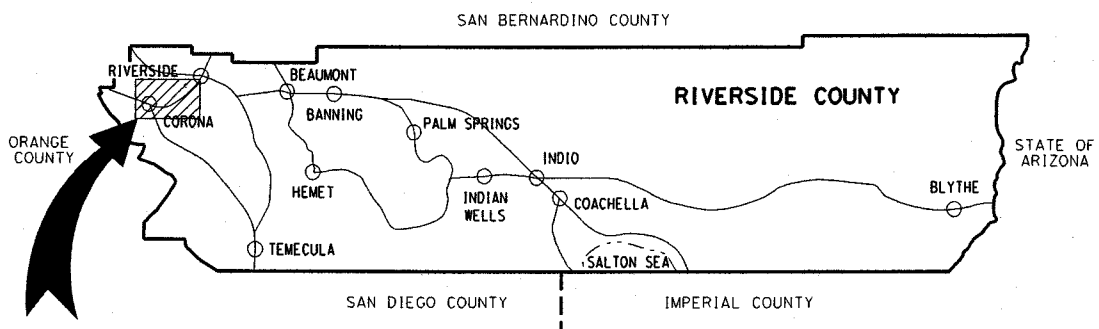 SAN BERNARDINO COUNTY
RIVERSIDE
BEAUMONT
RIVERSIDE COUNTY
CORONA
BANNING
PALM SPRINGS
ORANGE
COUNTY
STATE OF
ARIZONA
INDIO
HEMET
INDIAN
WELLS
COACHELLA
BLYTHE
TEMECULA
SALTON SEA
SAN DIEGO COUNTY
IMPERIAL COUNTY